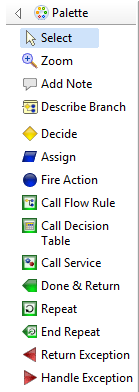 Palette
Select
Zoom
Add Note
Describe Branch
Decide
Assign
Fire Action
Call Flow Rule
Call Decision
Table
Call Service
Done & Return
Repeat
End Repeat
Return Exception
Handle Exception